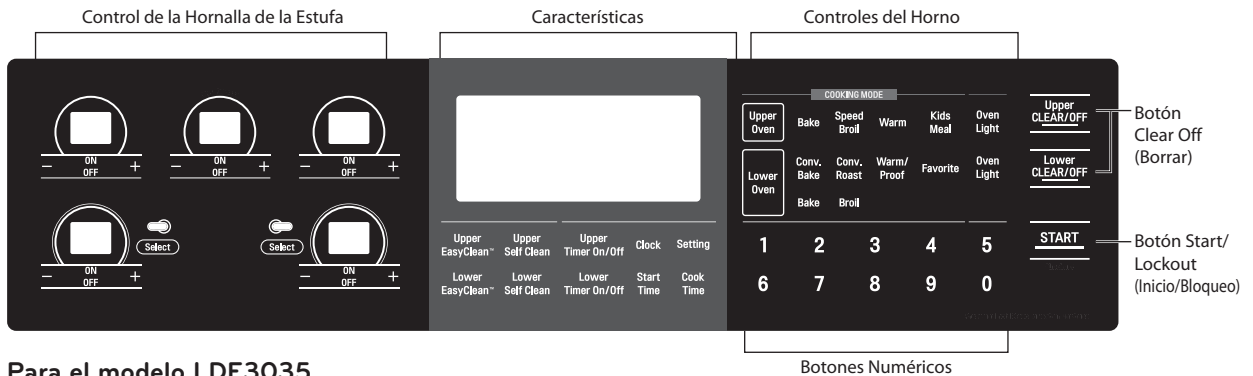 Control de la Hornalla de la Estufa
Características
Controles del Horno
ON
OFF
− +
ON
OFF
− +
ON
OFF
− +
Select
Select
ON
OFF
− +
ON
OFF
− +
Upper EasyClean™
Upper Self Clean
Upper Timer On/Off
Clock
Setting
Lower EasyClean™
Lower Self Clean
Lower Timer On/Off
Start Time
Cook Time
COOKING MODE
Upper Oven
Bake
Speed Broil
Warm
Kids Meal
Oven Light
Lower Oven
Conv. Bake
Conv. Roast
Warm/Proof
Favorite
Oven Light
Bake
Broil
1 2 3 4 5
6 7 8 9 0
Upper
CLEAR/OFF
Lower
CLEAR/OFF
START
Botón
Clear Off
(Borrar)
Botón Start/
Lockout
(Inicio/Bloqueo)
Botones Numéricos
Para el modelo LDE3035